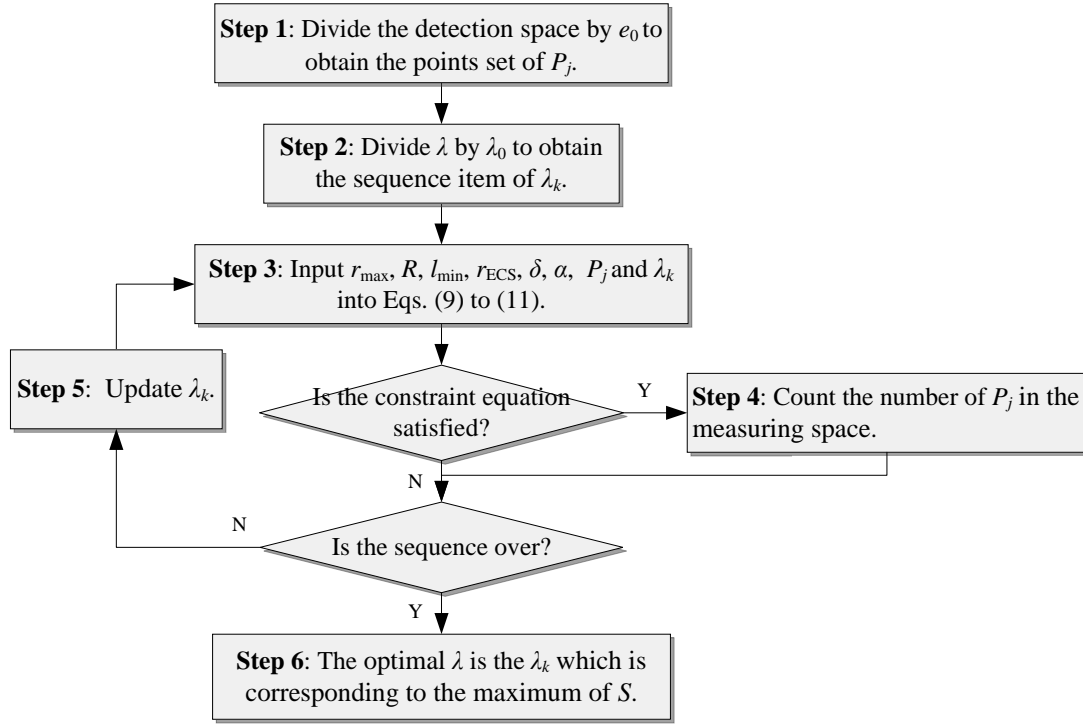 Step 1: Divide the detection space by e₀ to
obtain the points set of Pⱼ.
Step 2: Divide λ by λ₀ to obtain
the sequence item of λₖ.
Step 3: Input rₘₐₓ, R, lₘᵢₙ, r_ECS, δ, α, Pⱼ and λₖ
into Eqs. (9) to (11).
Is the constraint equation
satisfied?
Y
Step 4: Count the number of Pⱼ in the
measuring space.
Step 5: Update λₖ.
N
Is the sequence over?
N
Y
Step 6: The optimal λ is the λₖ which is
corresponding to the maximum of S.